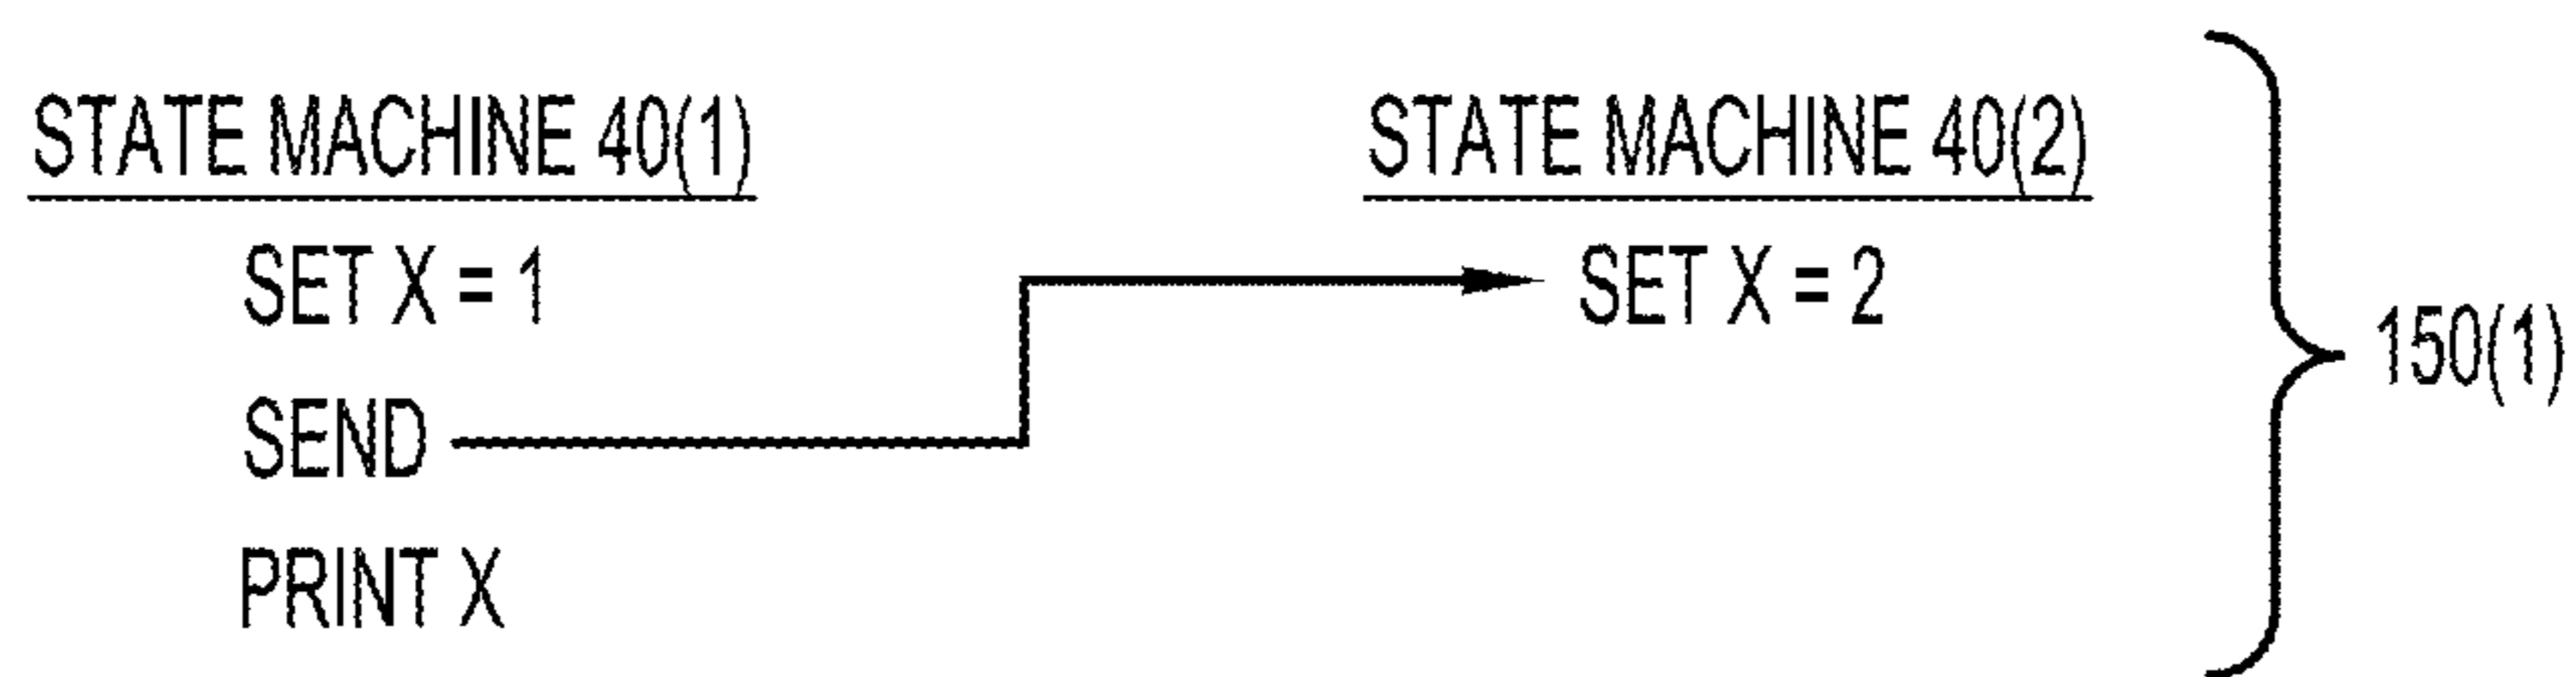 STATE MACHINE 40(1)
SET X = 1
SEND
PRINT X
STATE MACHINE 40(2)
SET X = 2
150(1)